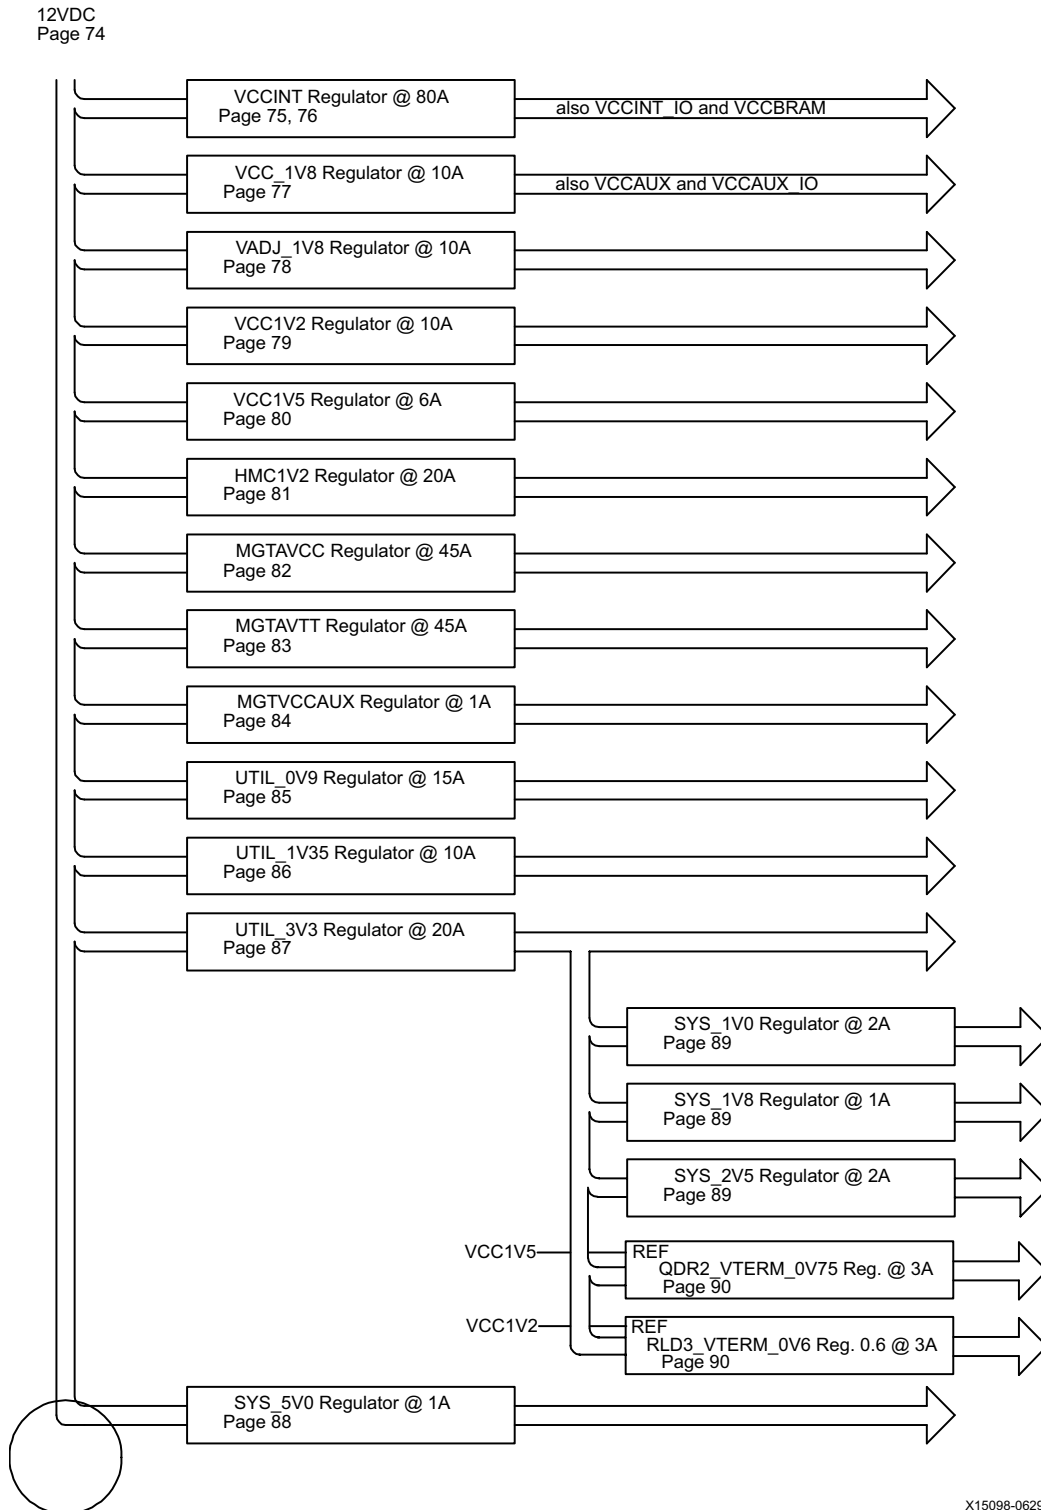 12VDC
Page 74
VCCINT Regulator @ 80A
Page 75, 76
also VCCINT_IO and VCCBRAM
VCC_1V8 Regulator @ 10A
Page 77
also VCCAUX and VCCAUX_IO
VADJ_1V8 Regulator @ 10A
Page 78
VCC1V2 Regulator @ 10A
Page 79
VCC1V5 Regulator @ 6A
Page 80
HMC1V2 Regulator @ 20A
Page 81
MGTAVCC Regulator @ 45A
Page 82
MGTAVTT Regulator @ 45A
Page 83
MGTVCCAUX Regulator @ 1A
Page 84
UTIL_0V9 Regulator @ 15A
Page 85
UTIL_1V35 Regulator @ 10A
Page 86
UTIL_3V3 Regulator @ 20A
Page 87
SYS_1V0 Regulator @ 2A
Page 89
SYS_1V8 Regulator @ 1A
Page 89
SYS_2V5 Regulator @ 2A
Page 89
VCC1V5
REF
QDR2_VTERM_0V75 Reg. @ 3A
Page 90
VCC1V2
REF
RLD3_VTERM_0V6 Reg. 0.6 @ 3A
Page 90
SYS_5V0 Regulator @ 1A
Page 88
X15098-0629